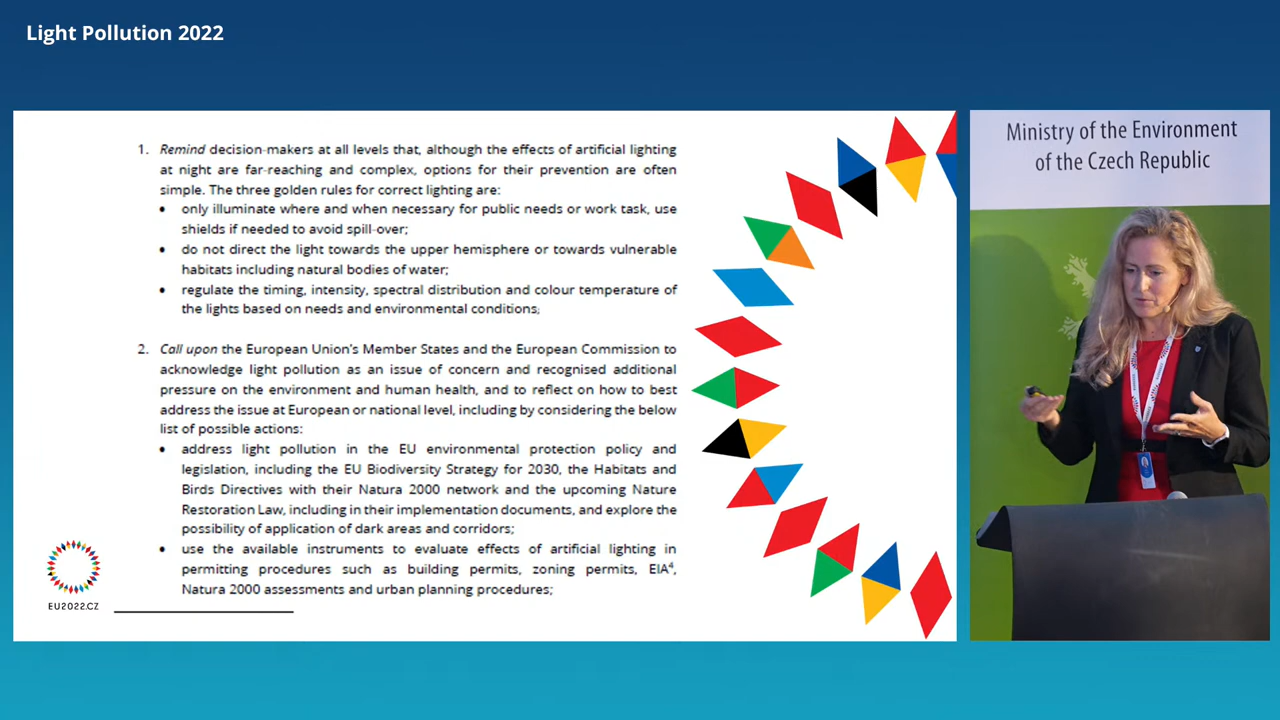 Light Pollution 2022
1. Remind decision-makers at all levels that, although the effects of artificial lighting
at night are far-reaching and complex, options for their prevention are often
simple. The three golden rules for correct lighting are:
• only illuminate where and when necessary for public needs or work task, use
shields if needed to avoid spill-over;
• do not direct the light towards the upper hemisphere or towards vulnerable
habitats including natural bodies of water;
• regulate the timing, intensity, spectral distribution and colour temperature of
the lights based on needs and environmental conditions;
2. Call upon the European Union's Member States and the European Commission to
acknowledge light pollution as an issue of concern and recognised additional
pressure on the environment and human health, and to reflect on how to best
address the issue at European or national level, including by considering the below
list of possible actions:
• address light pollution in the EU environmental protection policy and
legislation, including the EU Biodiversity Strategy for 2030, the Habitats and
Birds Directives with their Natura 2000 network and the upcoming Nature
Restoration Law, including in their implementation documents, and explore the
possibility of application of dark areas and corridors;
• use the available instruments to evaluate effects of artificial lighting in
permitting procedures such as building permits, zoning permits, EIA⁴,
Natura 2000 assessments and urban planning procedures;
EU2022.CZ
Ministry of the Environment
of the Czech Republic